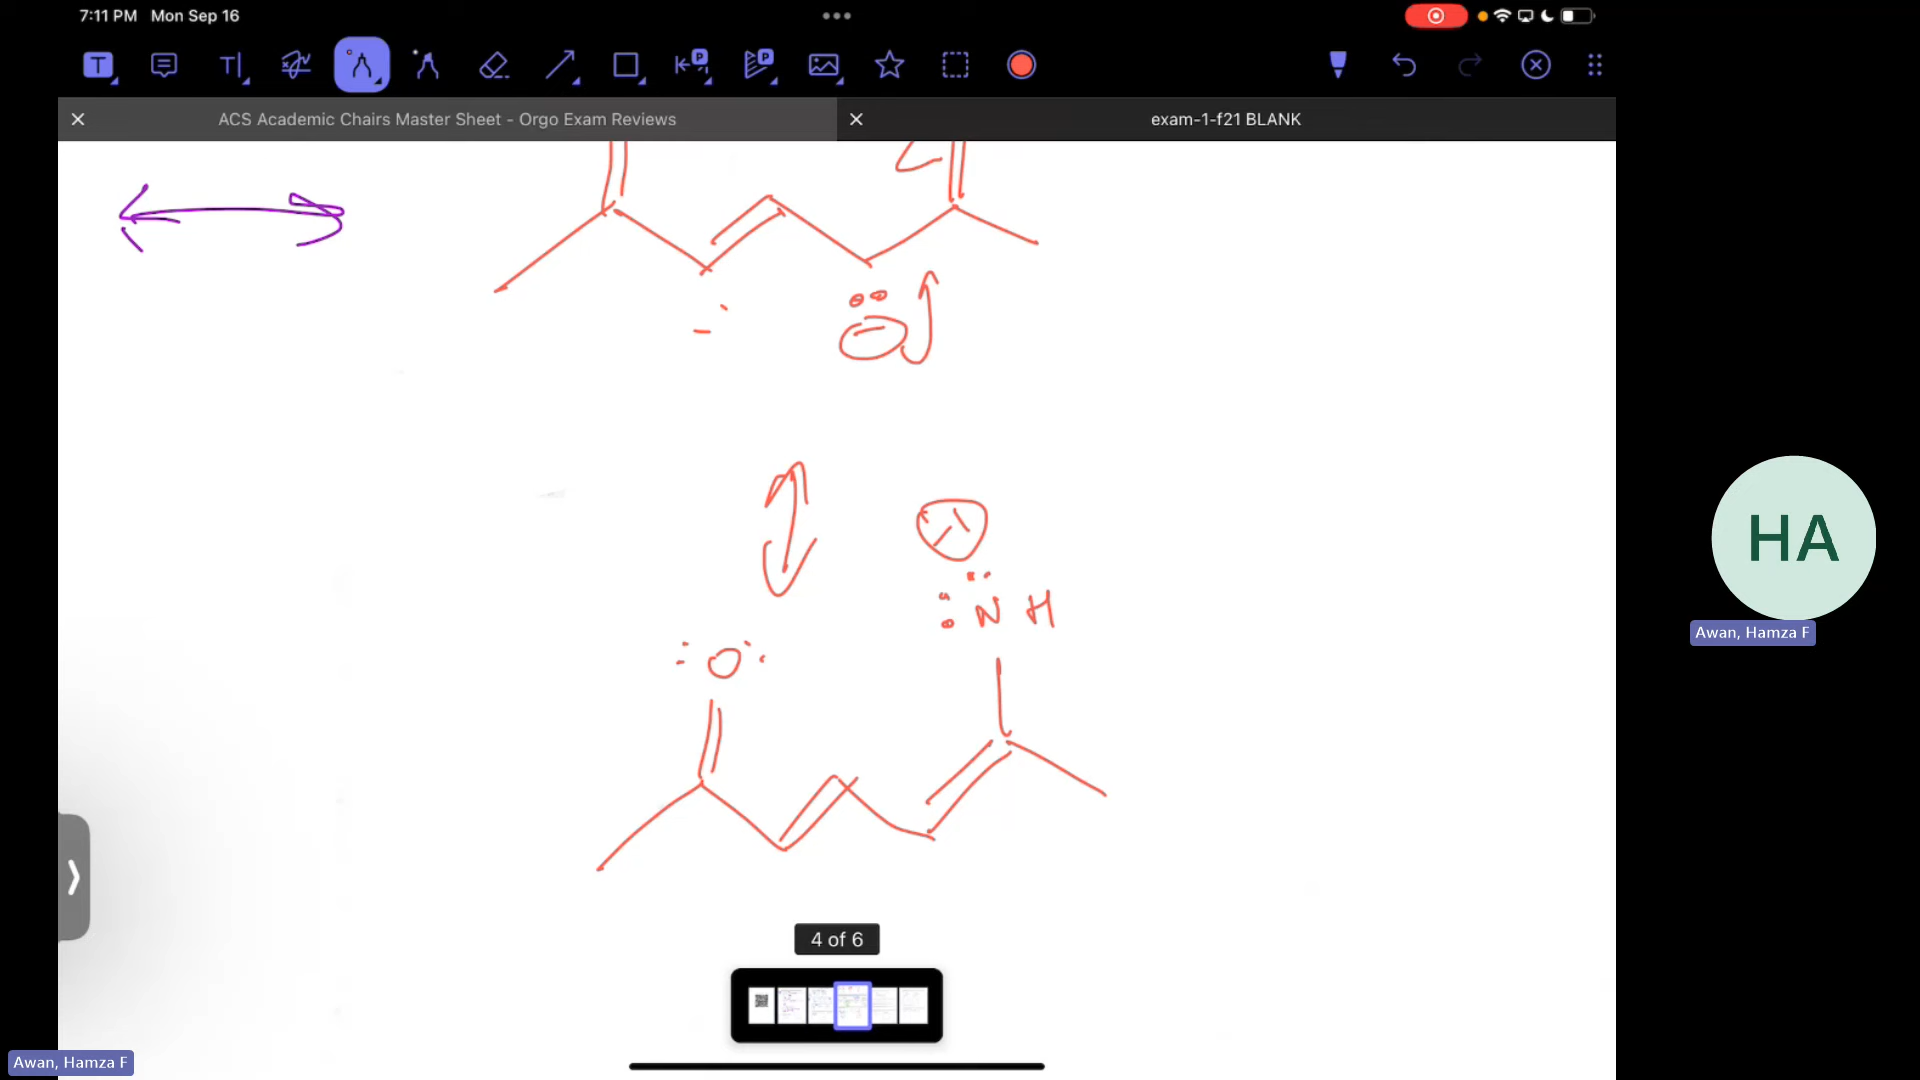 7:11 PM Mon Sep 16
T T P P
ACS Academic Chairs Master Sheet - Orgo Exam Reviews
exam-1-f21 BLANK
N H
O
HA
Awan, Hamza F
4 of 6
Awan, Hamza F